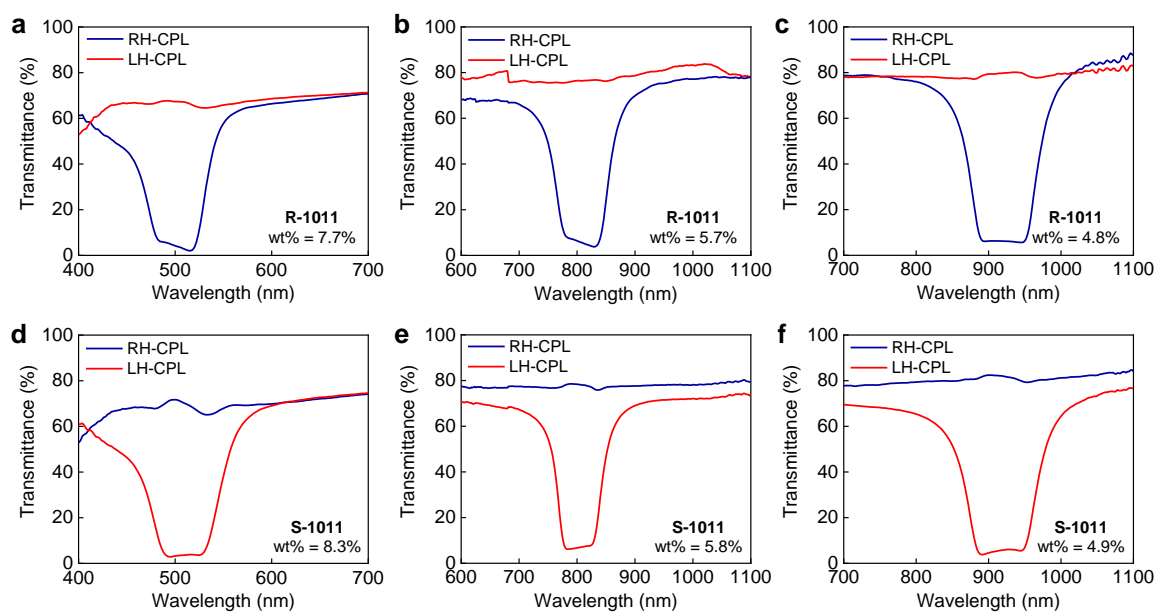 a
RH-CPL
LH-CPL
Transmittance (%)
100
80
60
40
20
0
R-1011
wt% = 7.7%
400
500
600
700
Wavelength (nm)
b
RH-CPL
LH-CPL
Transmittance (%)
100
80
60
40
20
0
R-1011
wt% = 5.7%
600
700
800
900
1000
1100
Wavelength (nm)
c
RH-CPL
LH-CPL
Transmittance (%)
100
80
60
40
20
0
R-1011
wt% = 4.8%
700
800
900
1000
1100
Wavelength (nm)
d
RH-CPL
LH-CPL
Transmittance (%)
100
80
60
40
20
0
S-1011
wt% = 8.3%
400
500
600
700
Wavelength (nm)
e
RH-CPL
LH-CPL
Transmittance (%)
100
80
60
40
20
0
S-1011
wt% = 5.8%
600
700
800
900
1000
1100
Wavelength (nm)
f
RH-CPL
LH-CPL
Transmittance (%)
100
80
60
40
20
0
S-1011
wt% = 4.9%
700
800
900
1000
1100
Wavelength (nm)